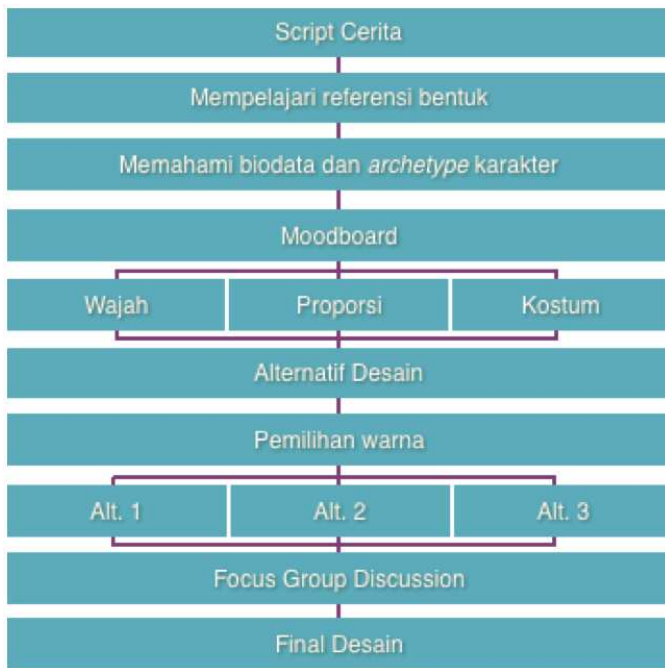 Script Cerita
Mempelajari referensi bentuk
Memahami biodata dan archetype karakter
Moodboard
Wajah
Proporsi
Kostum
Alternatif Desain
Pemilihan warna
Alt. 1
Alt. 2
Alt. 3
Focus Group Discussion
Final Desain